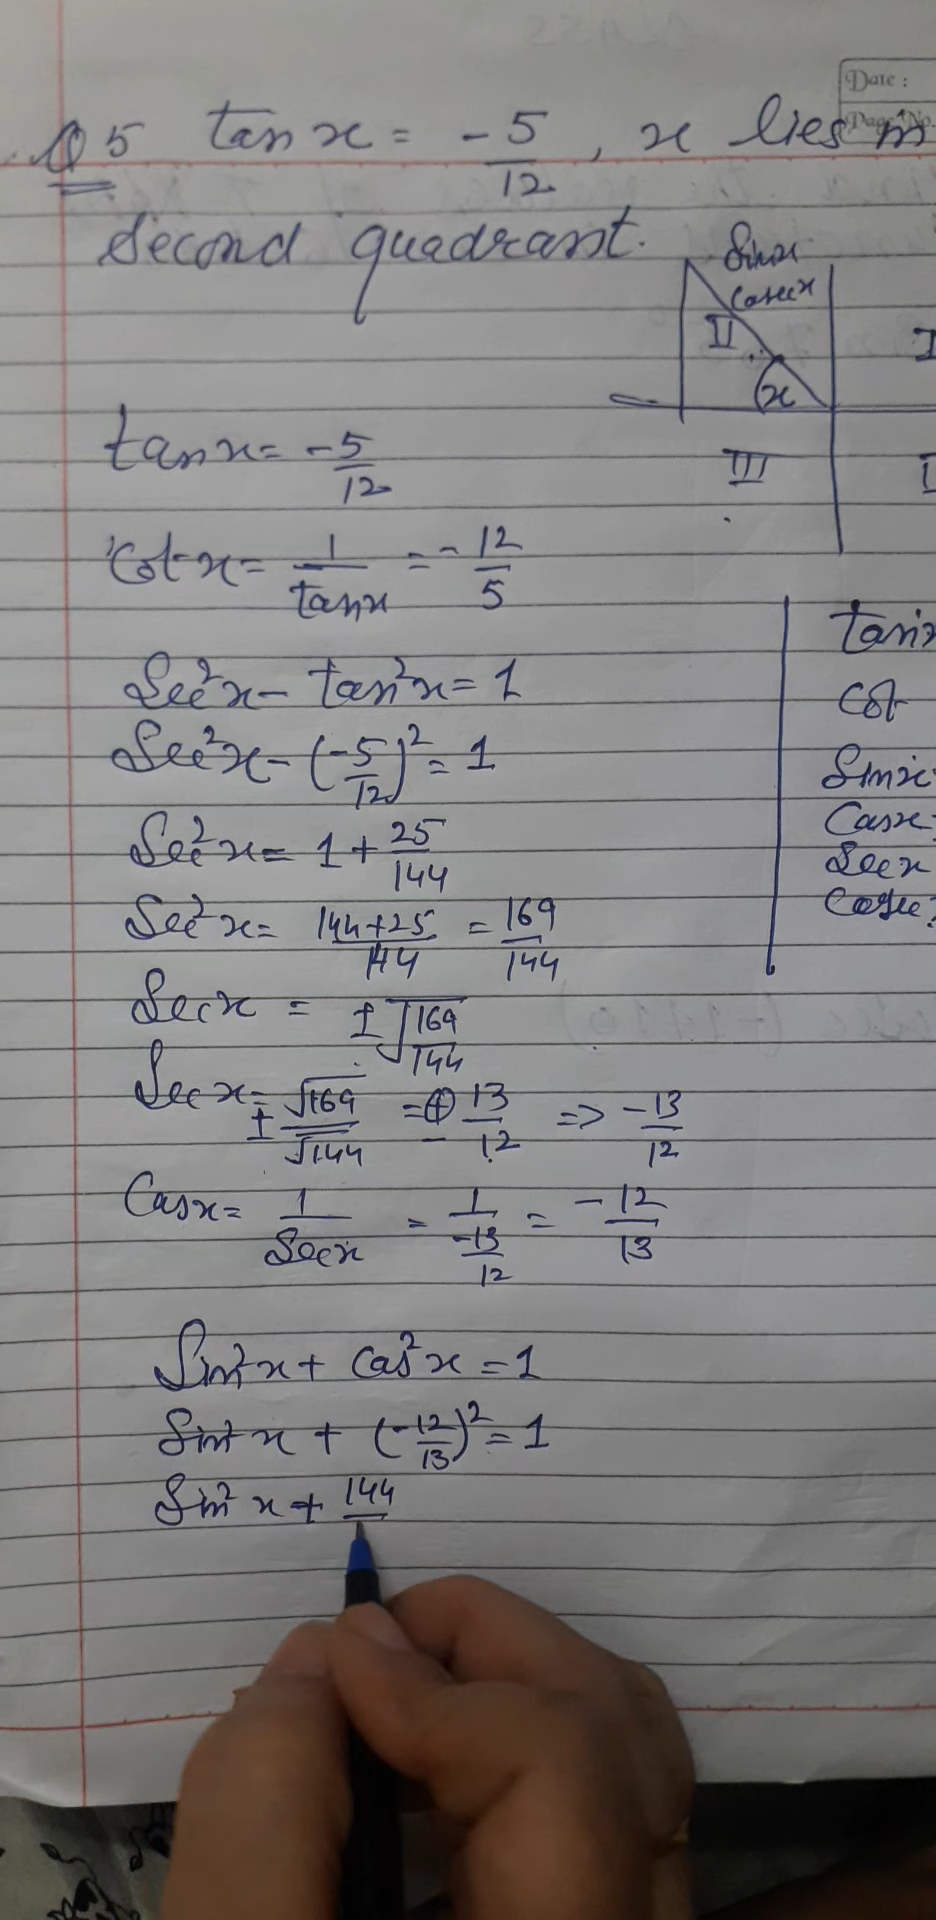 Date :
Page No.
Q5 tan x = -5/12, x lies in
Second quadrant.
Sinx
Cosecx
II
I
x
III
I
tanx = -5/12
Cot x = 1/tanx = -12/5
Sec²x - tan²x = 1
Sec²x - (-5/12)² = 1
Sec²x = 1 + 25/144
Sec²x = 144+25/144 = 169/144
Secx = ±√169/144
Secx = ±√169/√144 = ±13/12 => -13/12
Cosx = 1/Secx = 1/-13/12 = -12/13
Sin²x + Cos²x = 1
Sin²x + (-12/13)² = 1
Sin²x + 144
tanx
Cot
Sinx
Cosx
Secx
Cosec